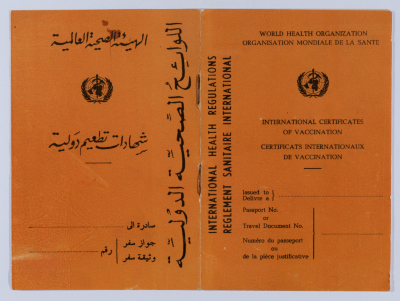 الهيئة الصحية العالمية
شهادات تطعيم دولية
صادرة الى
جواز سفر
رقم
وثيقة سفر
اللوائح الصحية الدولية
INTERNATIONAL HEALTH REGULATIONS
REGLEMENT SANITAIRE INTERNATIONAL
WORLD HEALTH ORGANIZATION
ORGANISATION MONDIALE DE LA SANTE
INTERNATIONAL CERTIFICATES
OF VACCINATION
CERTIFICATS INTERNATIONAUX
DE VACCINATION
Issued to
Délivré à
Passport No.
or
Travel Document No.
Numéro du passeport
ou
de la pièce justificative